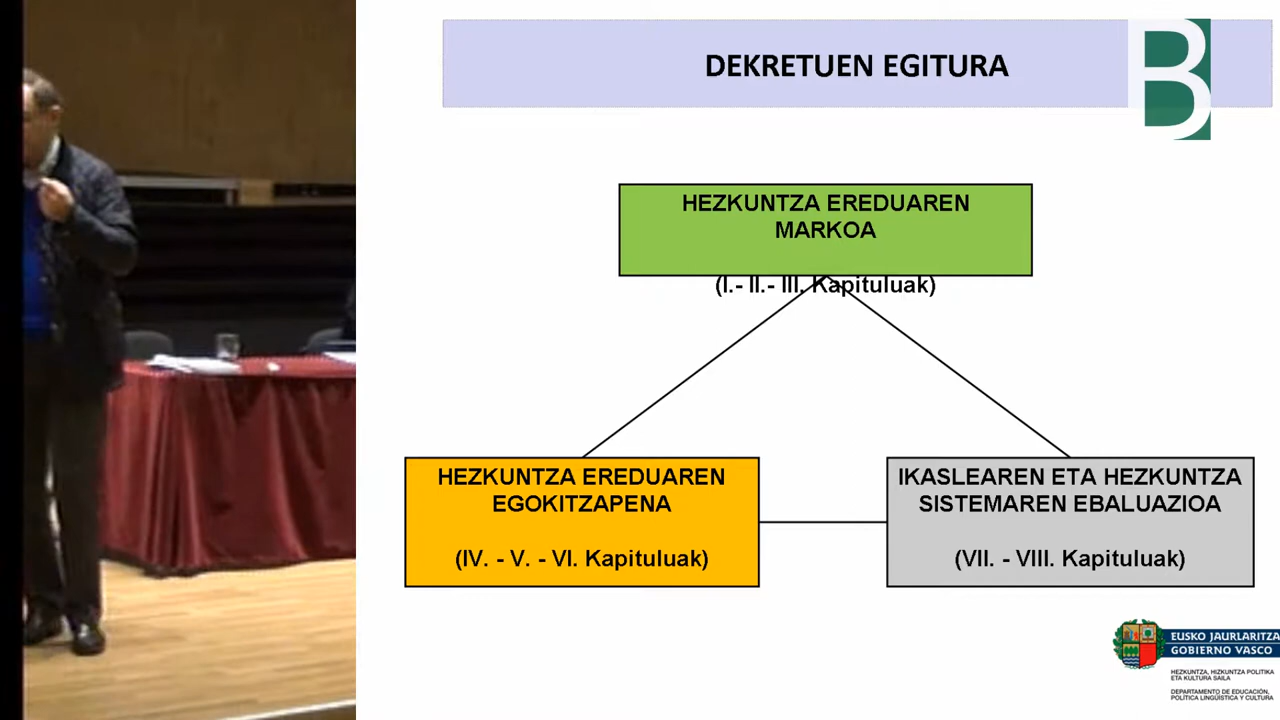 DEKRETUEN EGITURA
B
HEZKUNTZA EREDUAREN
MARKOA
(I.- II.- III. Kapituluak)
HEZKUNTZA EREDUAREN
EGOKITZAPENA
(IV. - V. - VI. Kapituluak)
IKASLEAREN ETA HEZKUNTZA
SISTEMAREN EBALUAZIOA
(VII. - VIII. Kapituluak)
EUSKO JAURLARITZA
GOBIERNO VASCO
HEZKUNTZA, HIZKUNTZA POLITIKA
ETA KULTURA SAILA
DEPARTAMENTO DE EDUCACIÓN,
POLÍTICA LINGÜÍSTICA Y CULTURA